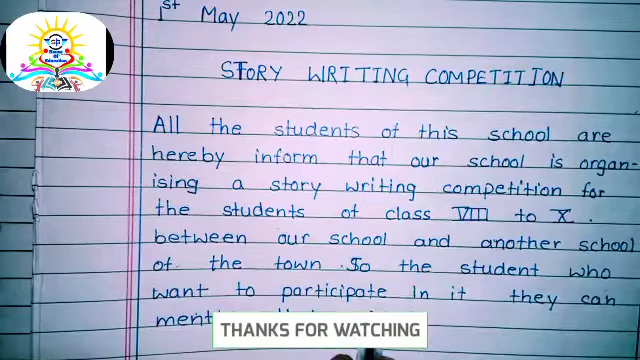 1st May 2022
STORY WRITING COMPETITION
All the students of this school are
hereby inform that our school is organ-
ising a story writing competition for
the students of class VIII to X.
between our school and another school
of the town. So the student who
want to participate in it they can
THANKS FOR WATCHING